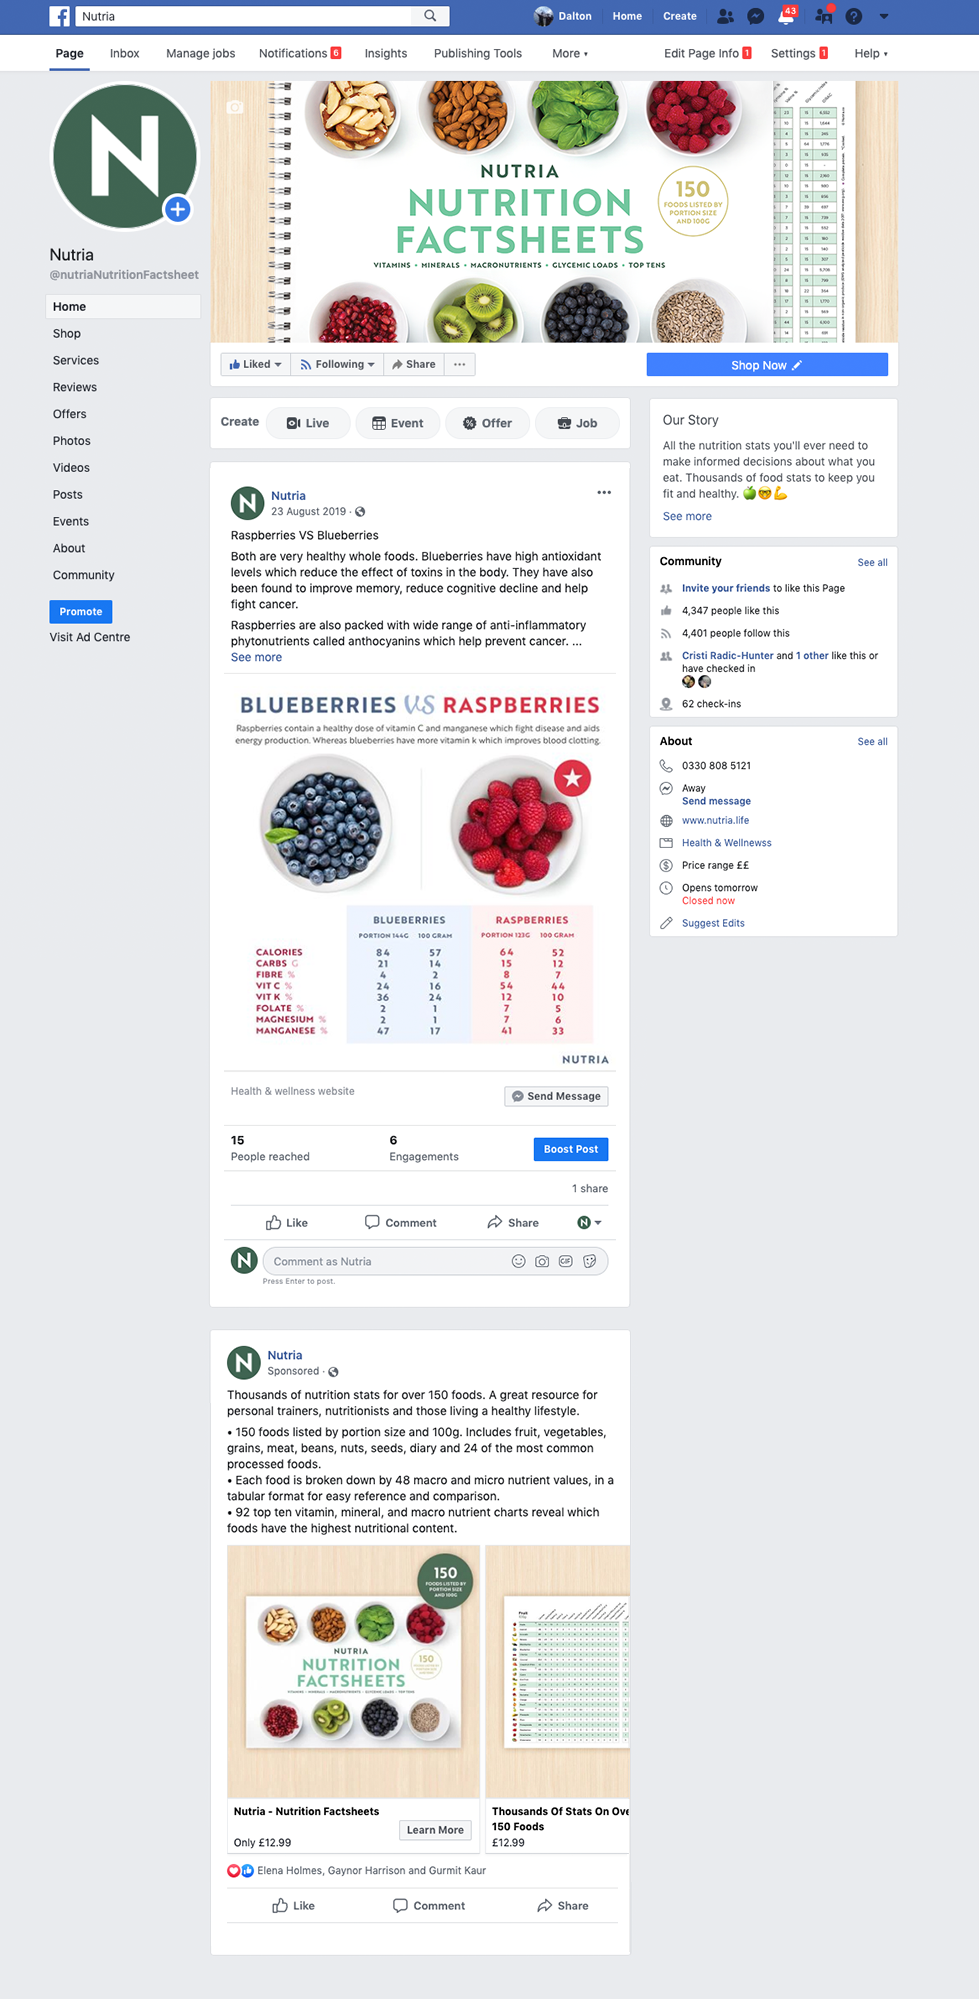 Nutria
Dalton
Home
Create
43
Page
Inbox
Manage jobs
Notifications 6
Insights
Publishing Tools
More
Edit Page Info 1
Settings 1
Help
N
Nutria
@nutriaNutritionFactsheet
Home
Shop
Services
Reviews
Offers
Photos
Videos
Posts
Events
About
Community
Promote
Visit Ad Centre
NUTRIA
NUTRITION
FACTSHEETS
VITAMINS • MINERALS • MACRONUTRIENTS • GLYCEMIC LOADS • TOP TENS
150
FOODS LISTED BY
PORTION SIZE
AND 100G
Liked
Following
Share
Shop Now
Create
Live
Event
Offer
Job
N
Nutria
23 August 2019 ·
Raspberries VS Blueberries
Both are very healthy whole foods. Blueberries have high antioxidant
levels which reduce the effect of toxins in the body. They have also
been found to improve memory, reduce cognitive decline and help
fight cancer.
Raspberries are also packed with wide range of anti-inflammatory
phytonutrients called anthocyanins which help prevent cancer. ...
See more
BLUEBERRIES VS RASPBERRIES
Raspberries contain a healthy dose of vitamin C and manganese which fight disease and aids
energy production. Whereas blueberries have more vitamin k which improves blood clotting.
BLUEBERRIES RASPBERRIES
PORTION 144G 100 GRAM PORTION 123G 100 GRAM
CALORIES 84 57 64 52
CARBS G 21 14 15 12
FIBRE % 4 2 8 7
VIT C % 24 16 54 44
VIT K % 36 24 12 10
FOLATE % 2 1 7 5
MAGNESIUM % 2 1 7 6
MANGANESE % 47 17 41 33
NUTRIA
Health & wellness website
Send Message
15
People reached
6
Engagements
Boost Post
1 share
Like
Comment
Share
N
N
Comment as Nutria
GIF
Press Enter to post.
Our Story
All the nutrition stats you'll ever need to
make informed decisions about what you
eat. Thousands of food stats to keep you
fit and healthy. 🍏🤓💪
See more
Community
See all
Invite your friends to like this Page
4,347 people like this
4,401 people follow this
Cristi Radic-Hunter and 1 other like this or
have checked in
62 check-ins
About
See all
0330 808 5121
Away
Send message
www.nutria.life
Health & Wellnewss
Price range ££
Opens tomorrow
Closed now
Suggest Edits
N
Nutria
Sponsored ·
Thousands of nutrition stats for over 150 foods. A great resource for
personal trainers, nutritionists and those living a healthy lifestyle.
• 150 foods listed by portion size and 100g. Includes fruit, vegetables,
grains, meat, beans, nuts, seeds, diary and 24 of the most common
processed foods.
• Each food is broken down by 48 macro and micro nutrient values, in a
tabular format for easy reference and comparison.
• 92 top ten vitamin, mineral, and macro nutrient charts reveal which
foods have the highest nutritional content.
150
FOODS LISTED BY
PORTION SIZE
AND 100G
NUTRIA
NUTRITION
FACTSHEETS
150
Fruit
Nutria - Nutrition Factsheets
Only £12.99
Learn More
Thousands Of Stats On Ove
150 Foods
£12.99
Elena Holmes, Gaynor Harrison and Gurmit Kaur
Like
Comment
Share